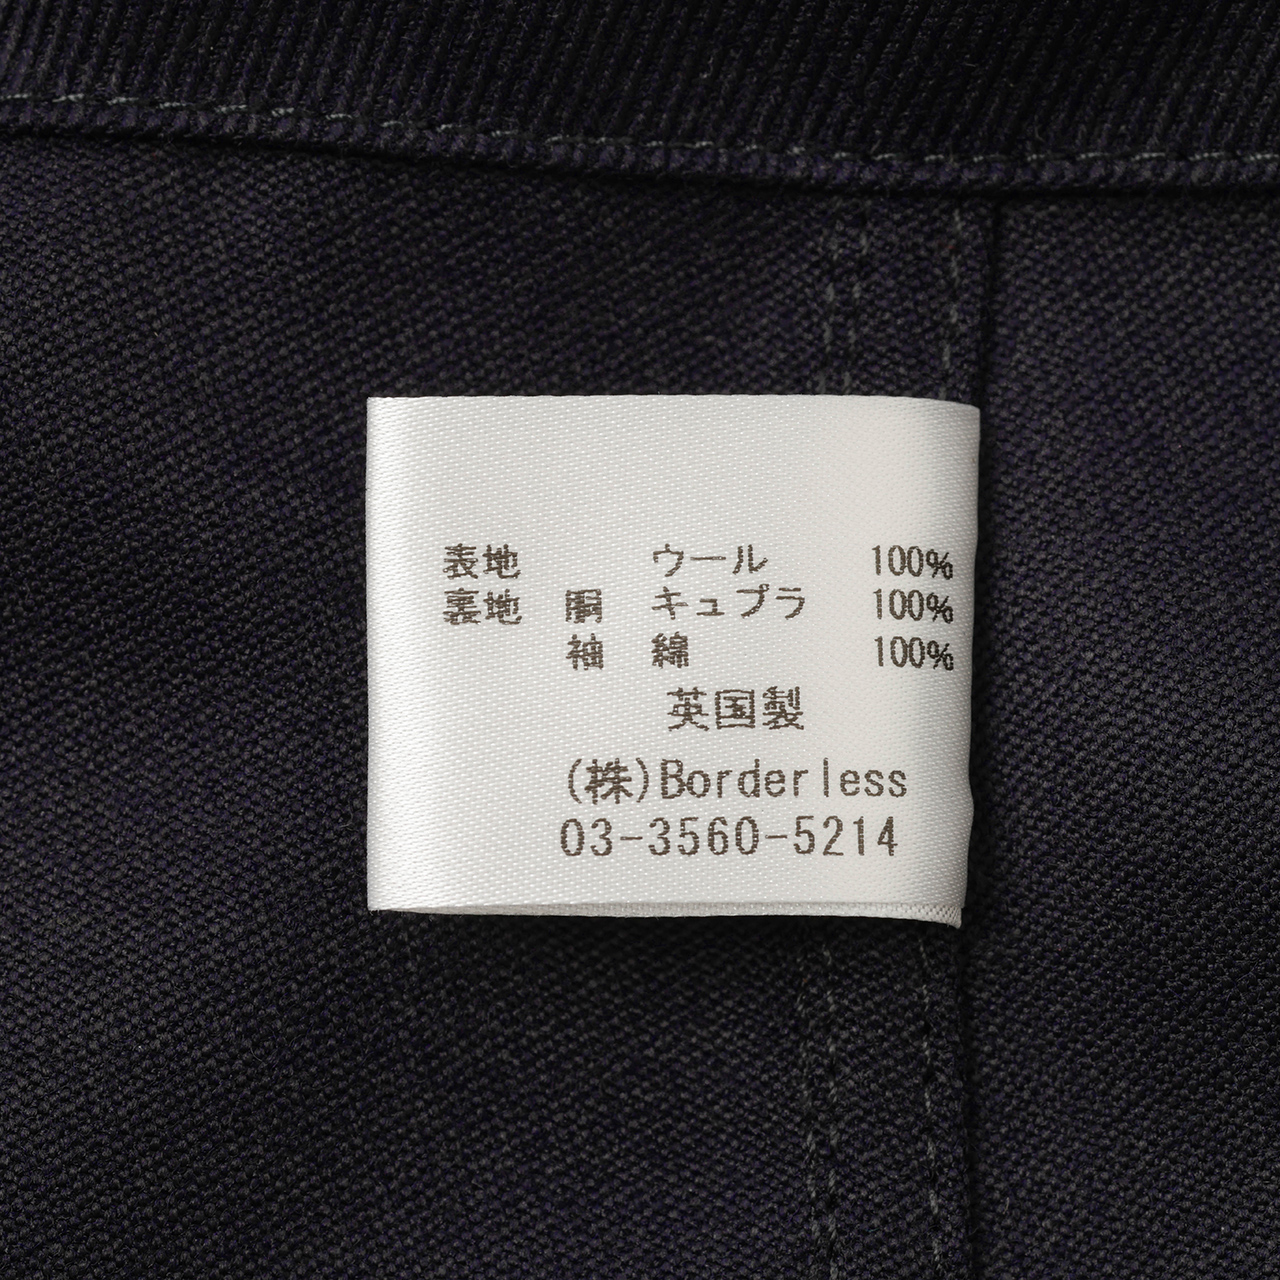 表地 ウール 100%
裏地 胴 キュプラ 100%
袖 綿 100%
英国製
(株)Borderless
03-3560-5214